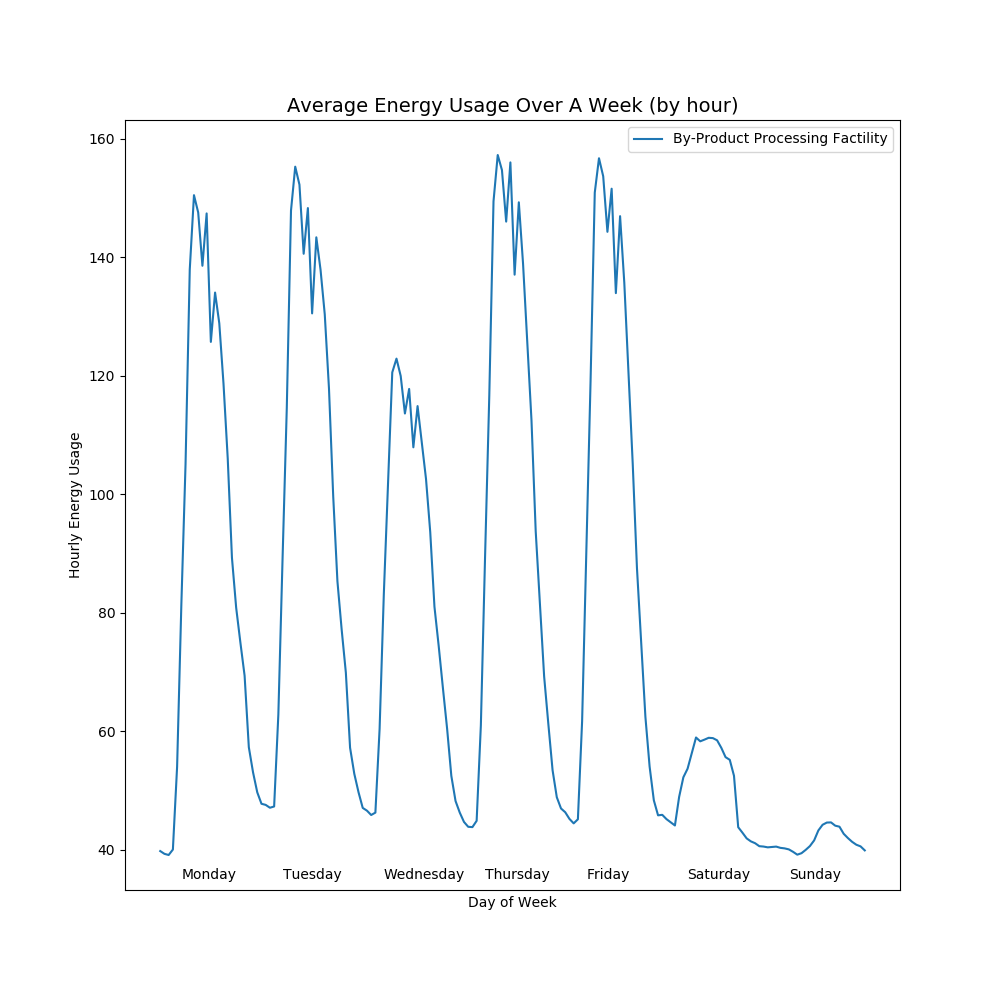 Average Energy Usage Over A Week (by hour)
By-Product Processing Factility
160
140
120
100
80
60
40
Hourly Energy Usage
Monday Tuesday Wednesday Thursday Friday Saturday Sunday
Day of Week